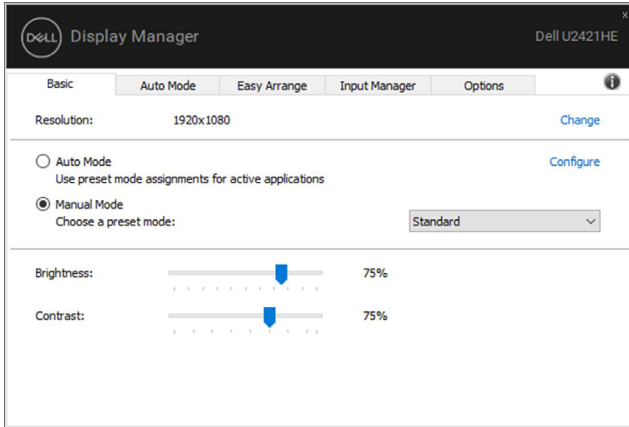 x
DELL Display Manager Dell U2421HE
Basic Auto Mode Easy Arrange Input Manager Options i
Resolution: 1920x1080 Change
Auto Mode Configure
Use preset mode assignments for active applications
Manual Mode
Choose a preset mode: Standard
Brightness: 75%
Contrast: 75%